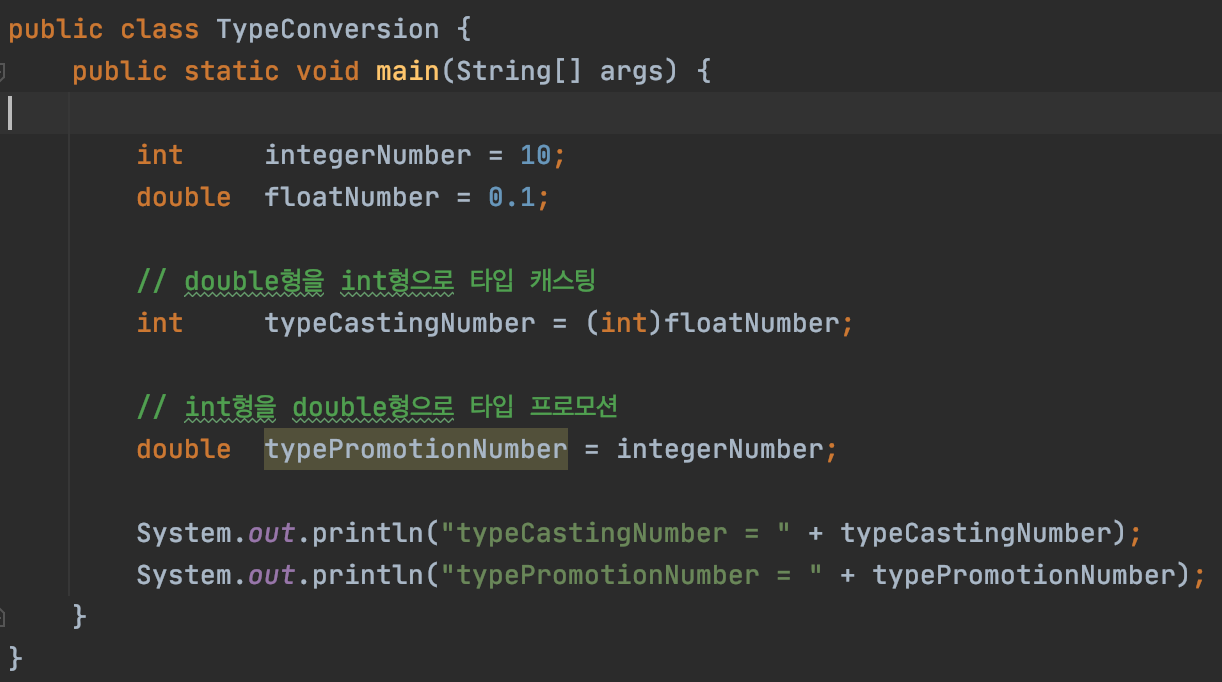 public class TypeConversion {
    public static void main(String[] args) {
        int     integerNumber = 10;
        double  floatNumber = 0.1;
        // double형을 int형으로 타입 캐스팅
        int     typeCastingNumber = (int)floatNumber;
        // int형을 double형으로 타입 프로모션
        double  typePromotionNumber = integerNumber;
        System.out.println("typeCastingNumber = " + typeCastingNumber);
        System.out.println("typePromotionNumber = " + typePromotionNumber);
    }
}